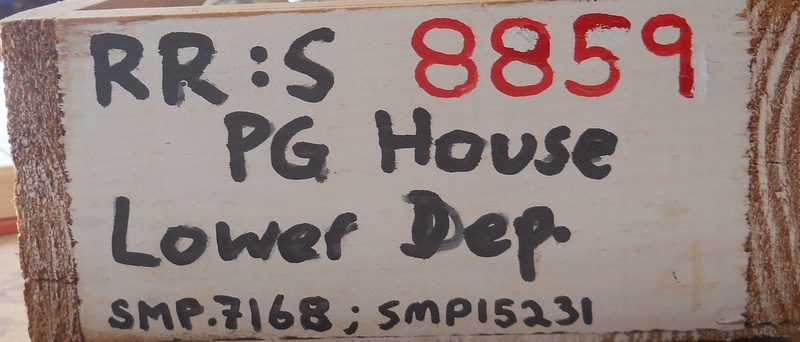 RR:S 8859
PG House
Lower Dep.
SMP.7168; SMP15231